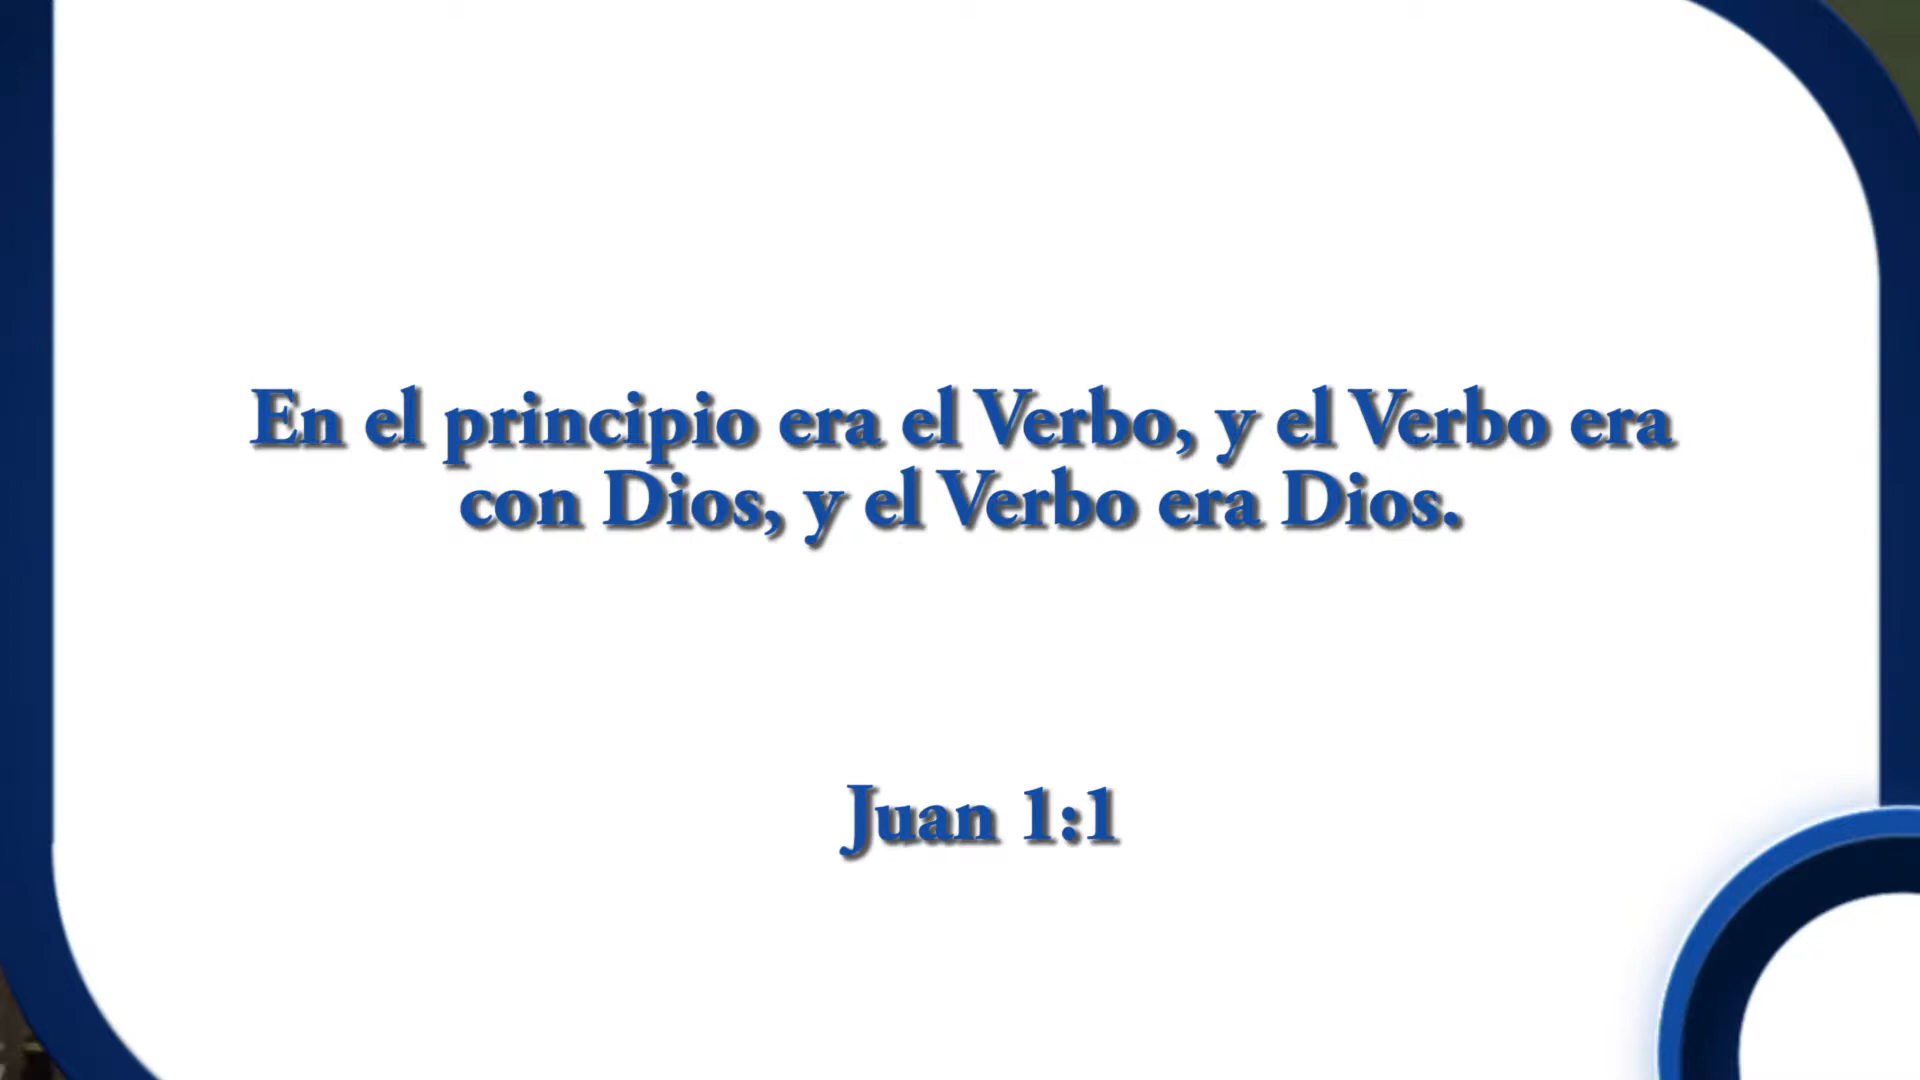 En el principio era el Verbo, y el Verbo era
con Dios, y el Verbo era Dios.
Juan 1:1